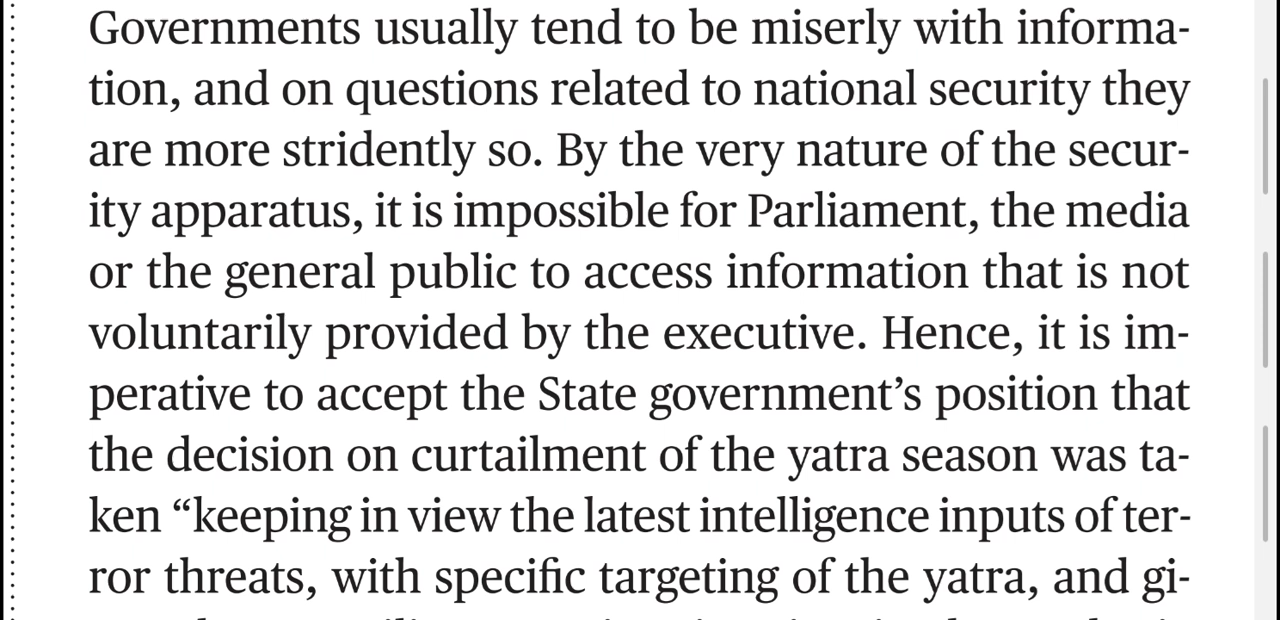 Governments usually tend to be miserly with informa-
tion, and on questions related to national security they
are more stridently so. By the very nature of the secur-
ity apparatus, it is impossible for Parliament, the media
or the general public to access information that is not
voluntarily provided by the executive. Hence, it is im-
perative to accept the State government’s position that
the decision on curtailment of the yatra season was ta-
ken “keeping in view the latest intelligence inputs of ter-
ror threats, with specific targeting of the yatra, and gi-